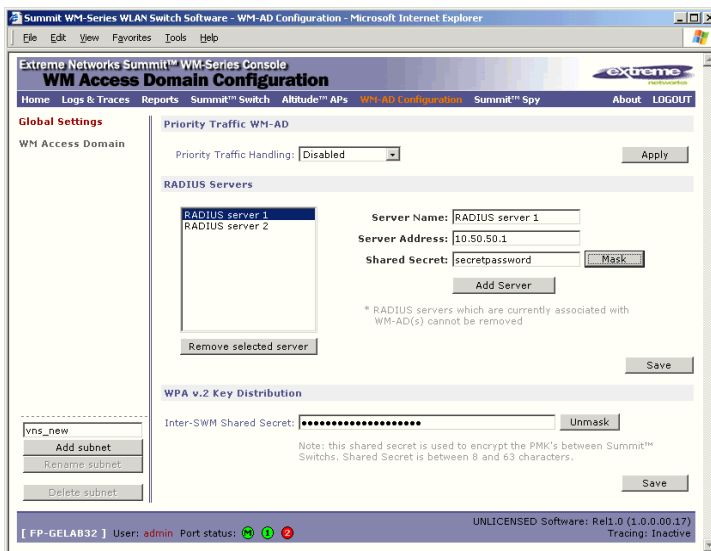 Summit WM-Series WLAN Switch Software - WM-AD Configuration - Microsoft Internet Explorer
File Edit View Favorites Tools Help
Extreme Networks Summit™ WM-Series Console
WM Access Domain Configuration
extreme networks
Home Logs & Traces Reports Summit™ Switch Altitude™ APs WM-AD Configuration Summit™ Spy About LOGOUT
Global Settings
WM Access Domain
Priority Traffic WM-AD
Priority Traffic Handling: Disabled
Apply
RADIUS Servers
RADIUS server 1
RADIUS server 2
Remove selected server
Server Name: RADIUS server 1
Server Address: 10.50.50.1
Shared Secret: secretpassword Mask
Add Server
* RADIUS servers which are currently associated with
WM-AD(s) cannot be removed
Save
WPA v.2 Key Distribution
Inter-SWM Shared Secret: •••••••••••••••••••• Unmask
Note: this shared secret is used to encrypt the PMK's between Summit™
Switchs. Shared Secret is between 8 and 63 characters.
Save
vns_new
Add subnet
Rename subnet
Delete subnet
[ FP-GELAB32 ] User: admin Port status: M 1 2
UNLICENSED Software: Rel1.0 (1.0.0.00.17)
Tracing: Inactive